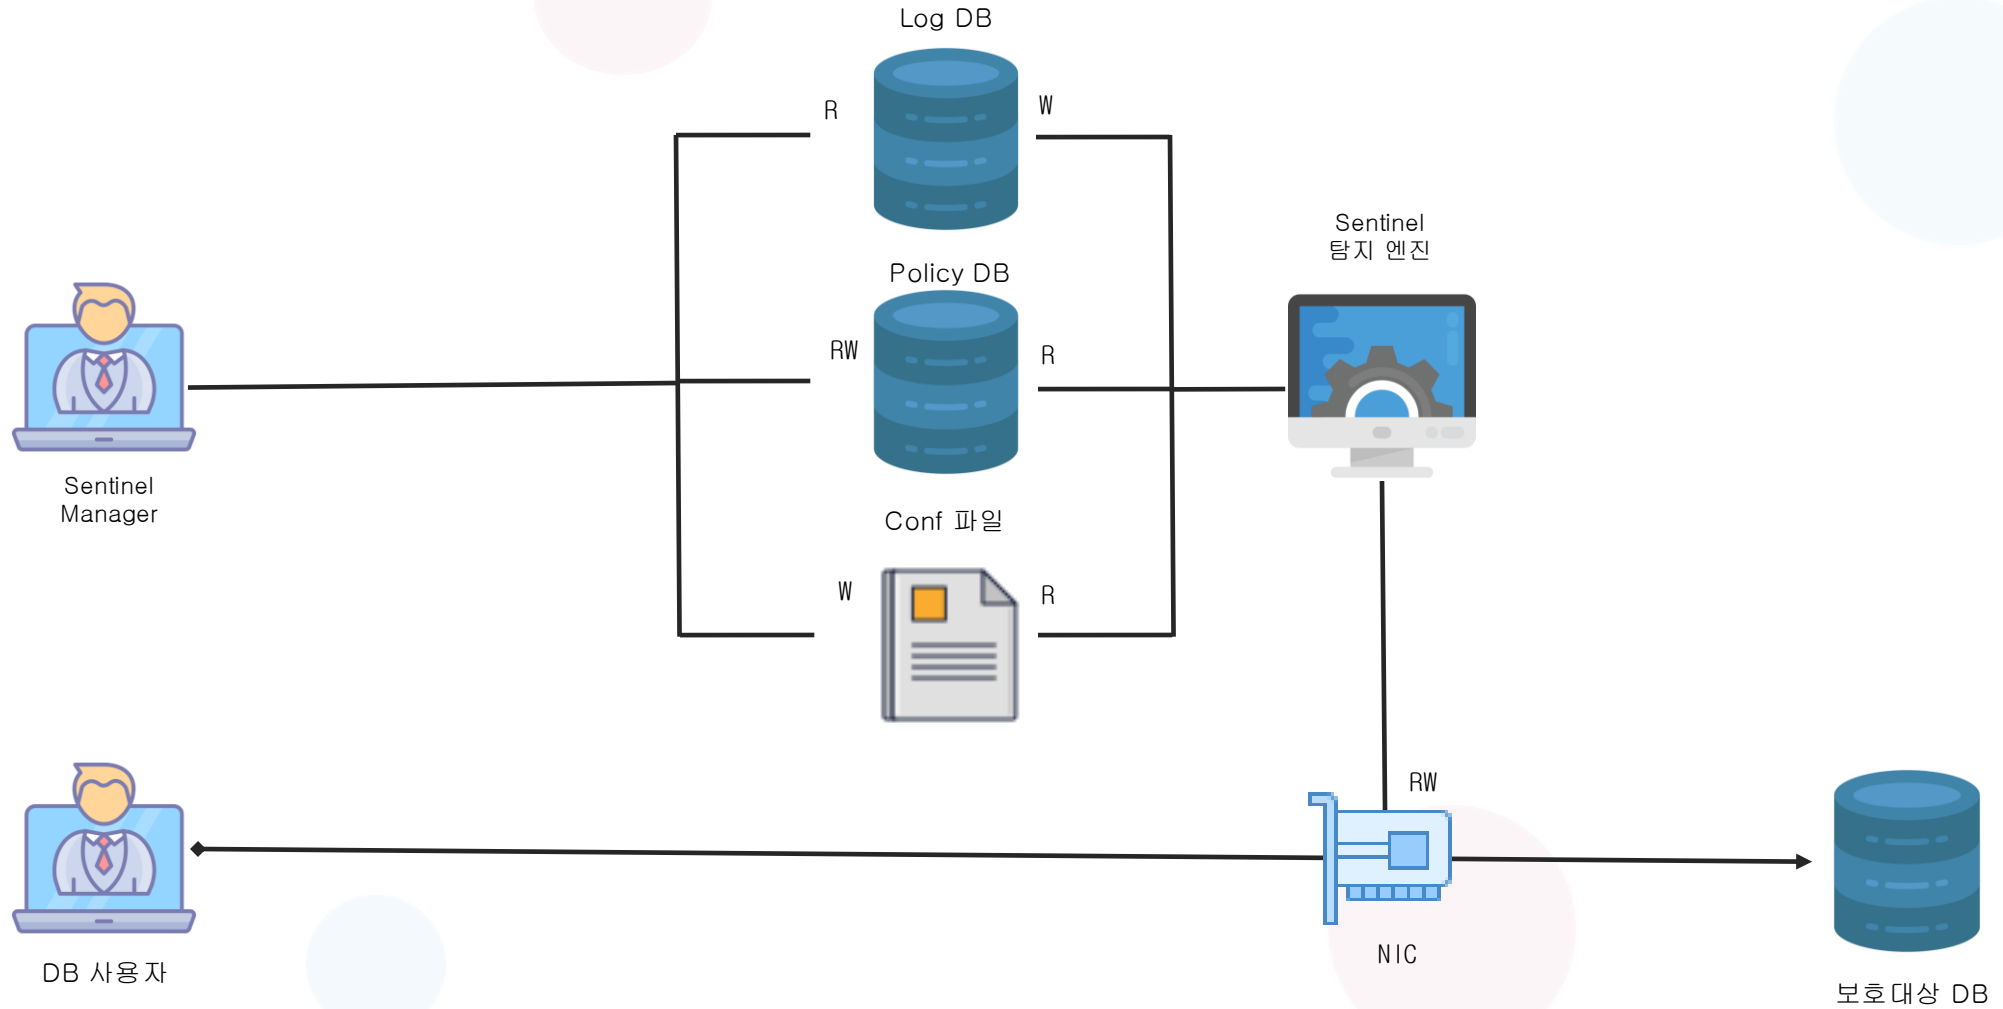 Log DB
R
W
Sentinel
탐지 엔진
Policy DB
RW
R
Sentinel
Manager
Conf 파일
W
R
RW
NIC
DB 사용자
보호대상 DB